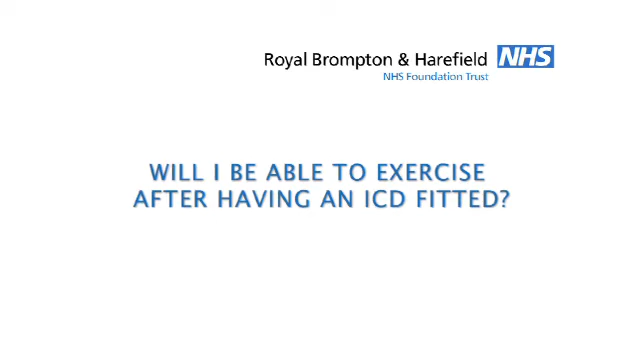 Royal Brompton & Harefield NHS
NHS Foundation Trust
WILL I BE ABLE TO EXERCISE
AFTER HAVING AN ICD FITTED?